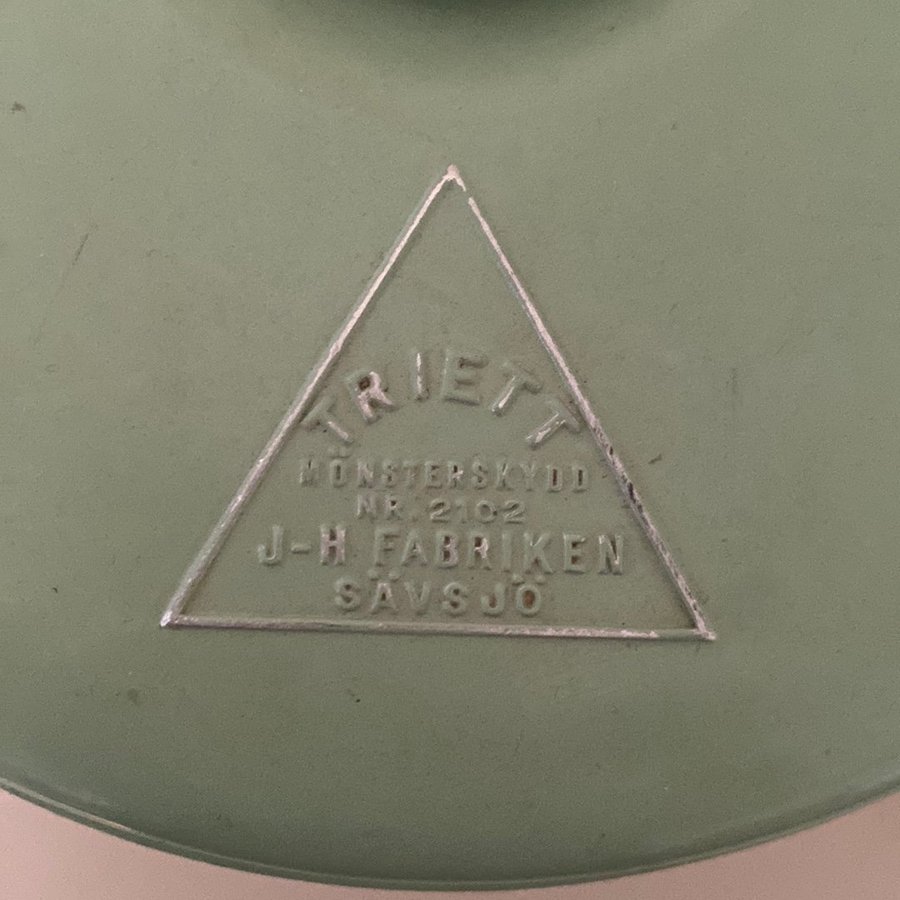 TRIETT
MÖNSTERSKYDD
NR. 2102
J-H FABRIKEN
SÄVSJÖ